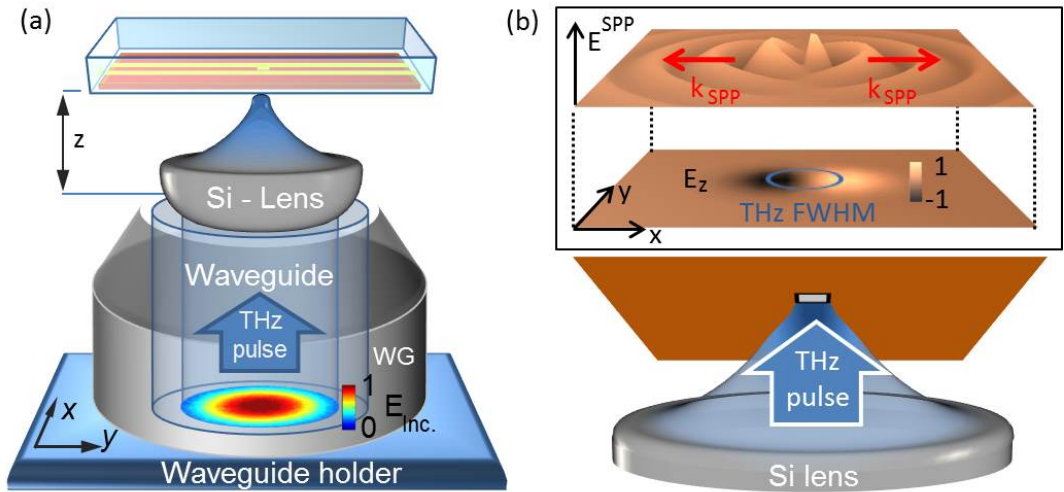 (a)
z
Si - Lens
Waveguide
THz
pulse
WG
1
0
E Inc.
x
y
Waveguide holder
(b)
E SPP
k SPP
k SPP
E z
1
-1
THz FWHM
y
x
THz
pulse
Si lens